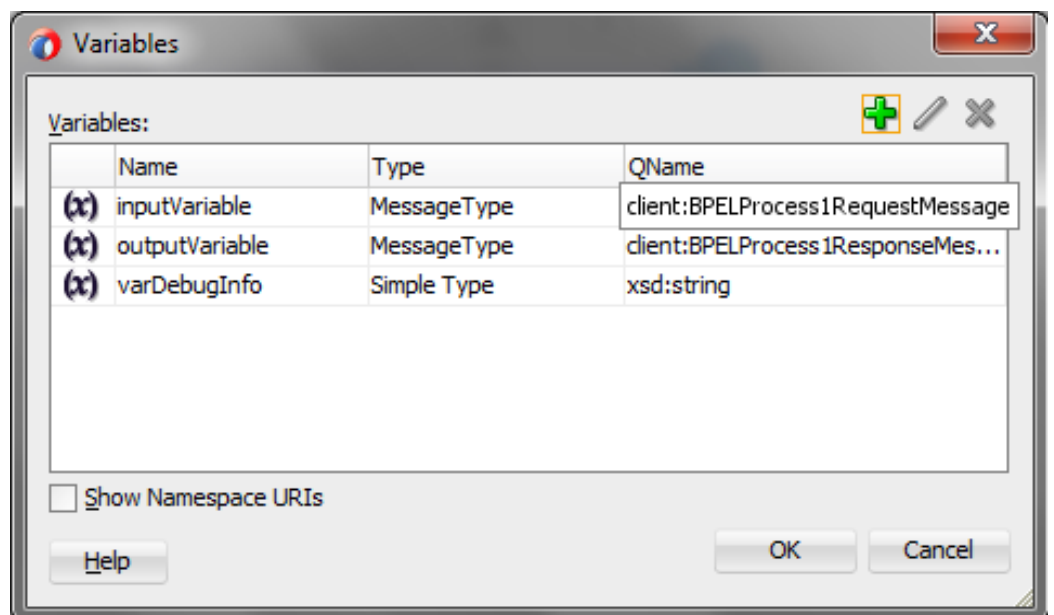 Variables
Variables:
Name Type QName
(x) inputVariable MessageType client:BPELProcess1RequestMessage
(x) outputVariable MessageType client:BPELProcess1ResponseMes...
(x) varDebugInfo Simple Type xsd:string
Show Namespace URIs
Help OK Cancel